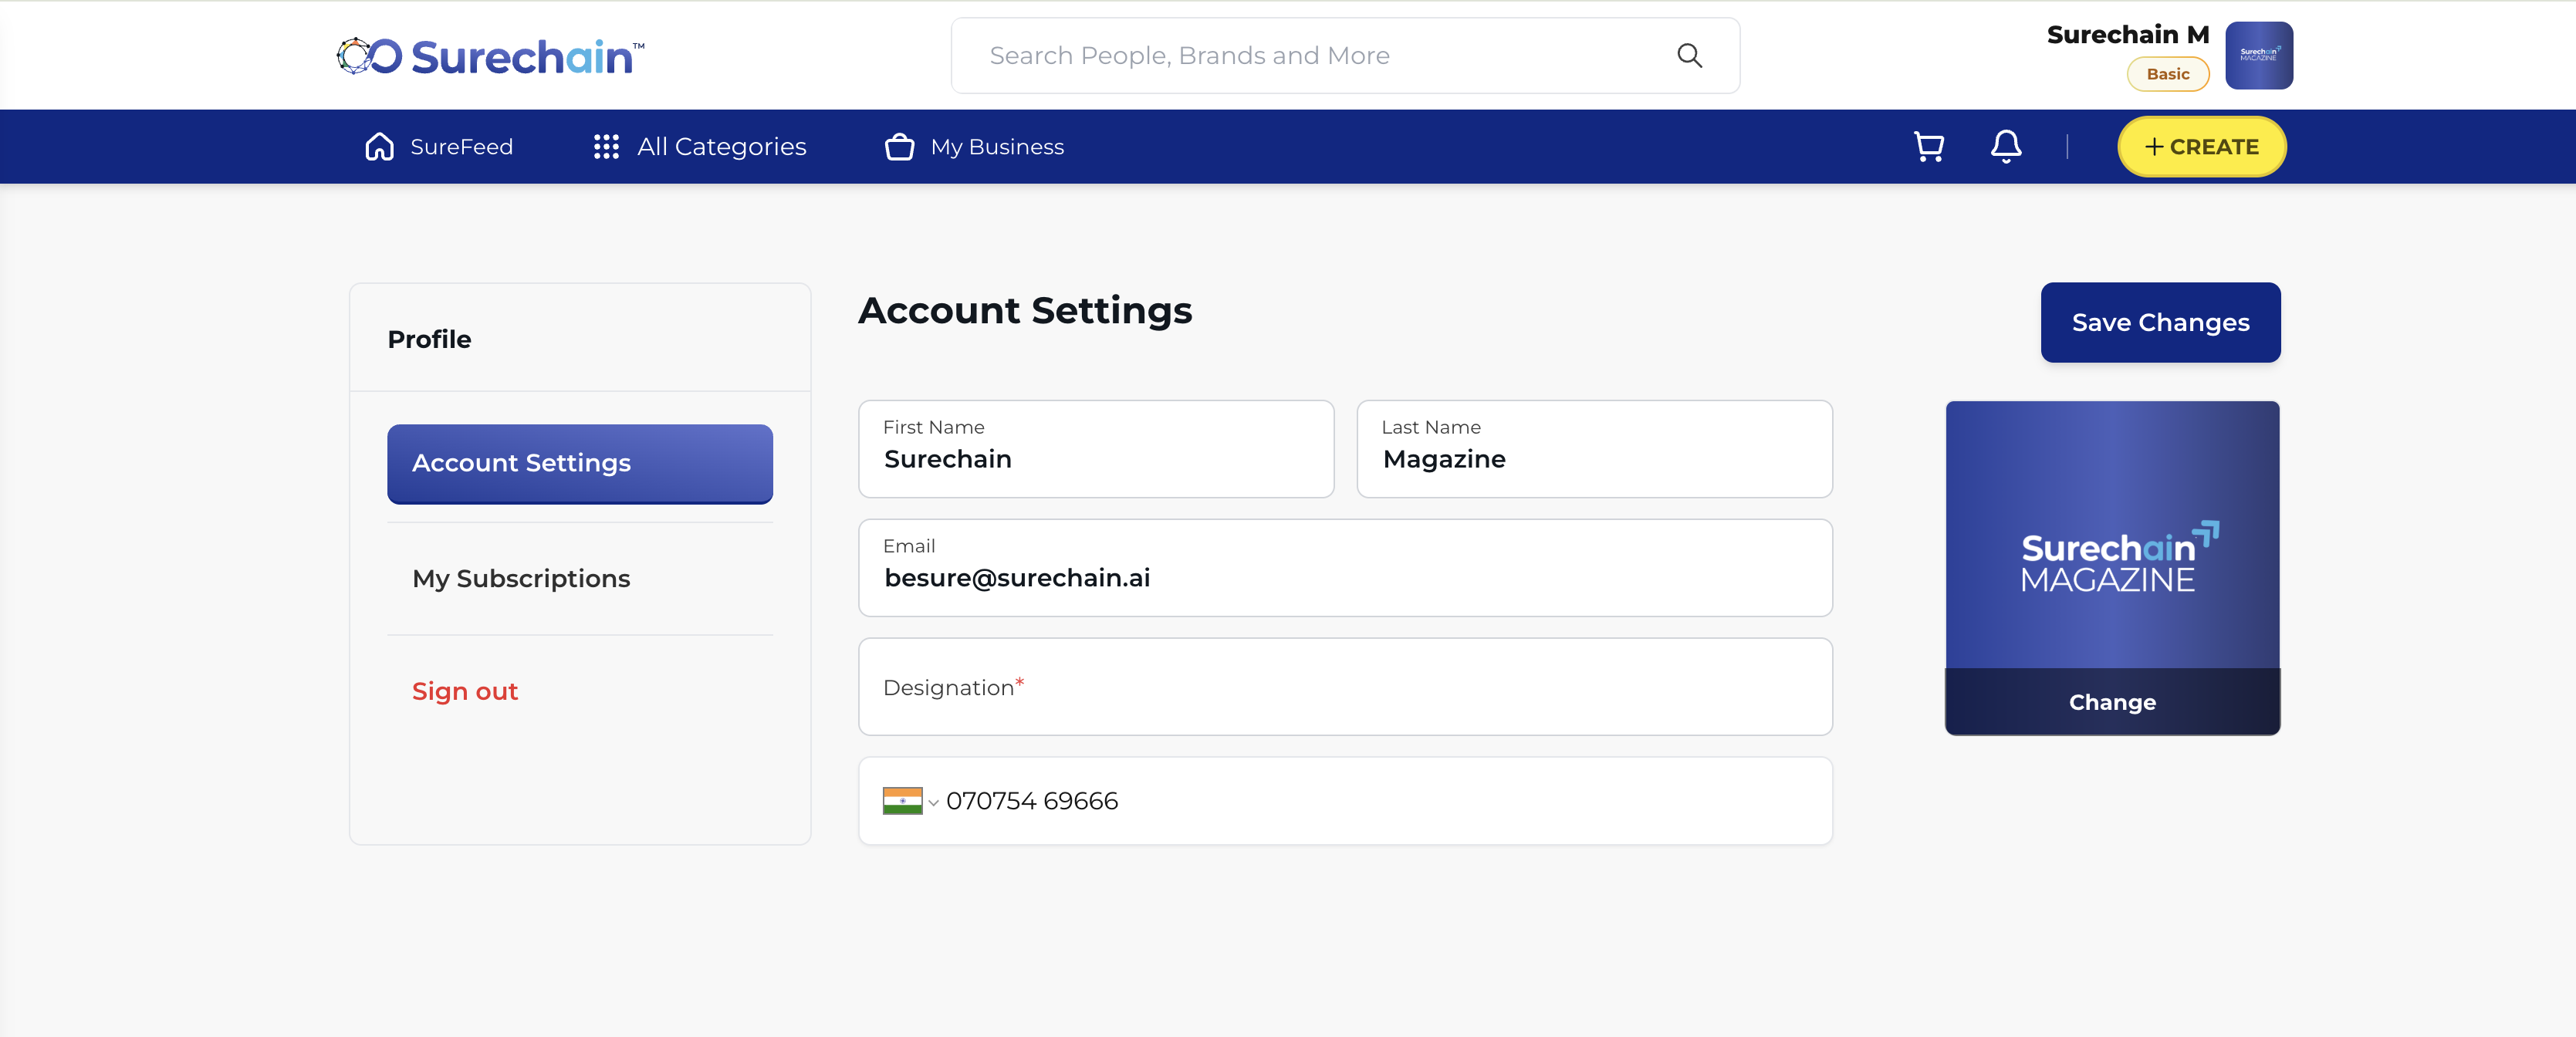 Surechain™
Search People, Brands and More
Surechain M
Basic
Surechain
MAGAZINE
SureFeed
All Categories
My Business
+ CREATE
Profile
Account Settings
My Subscriptions
Sign out
Account Settings
Save Changes
First Name
Surechain
Last Name
Magazine
Email
besure@surechain.ai
Designation*
070754 69666
Surechain
MAGAZINE
Change